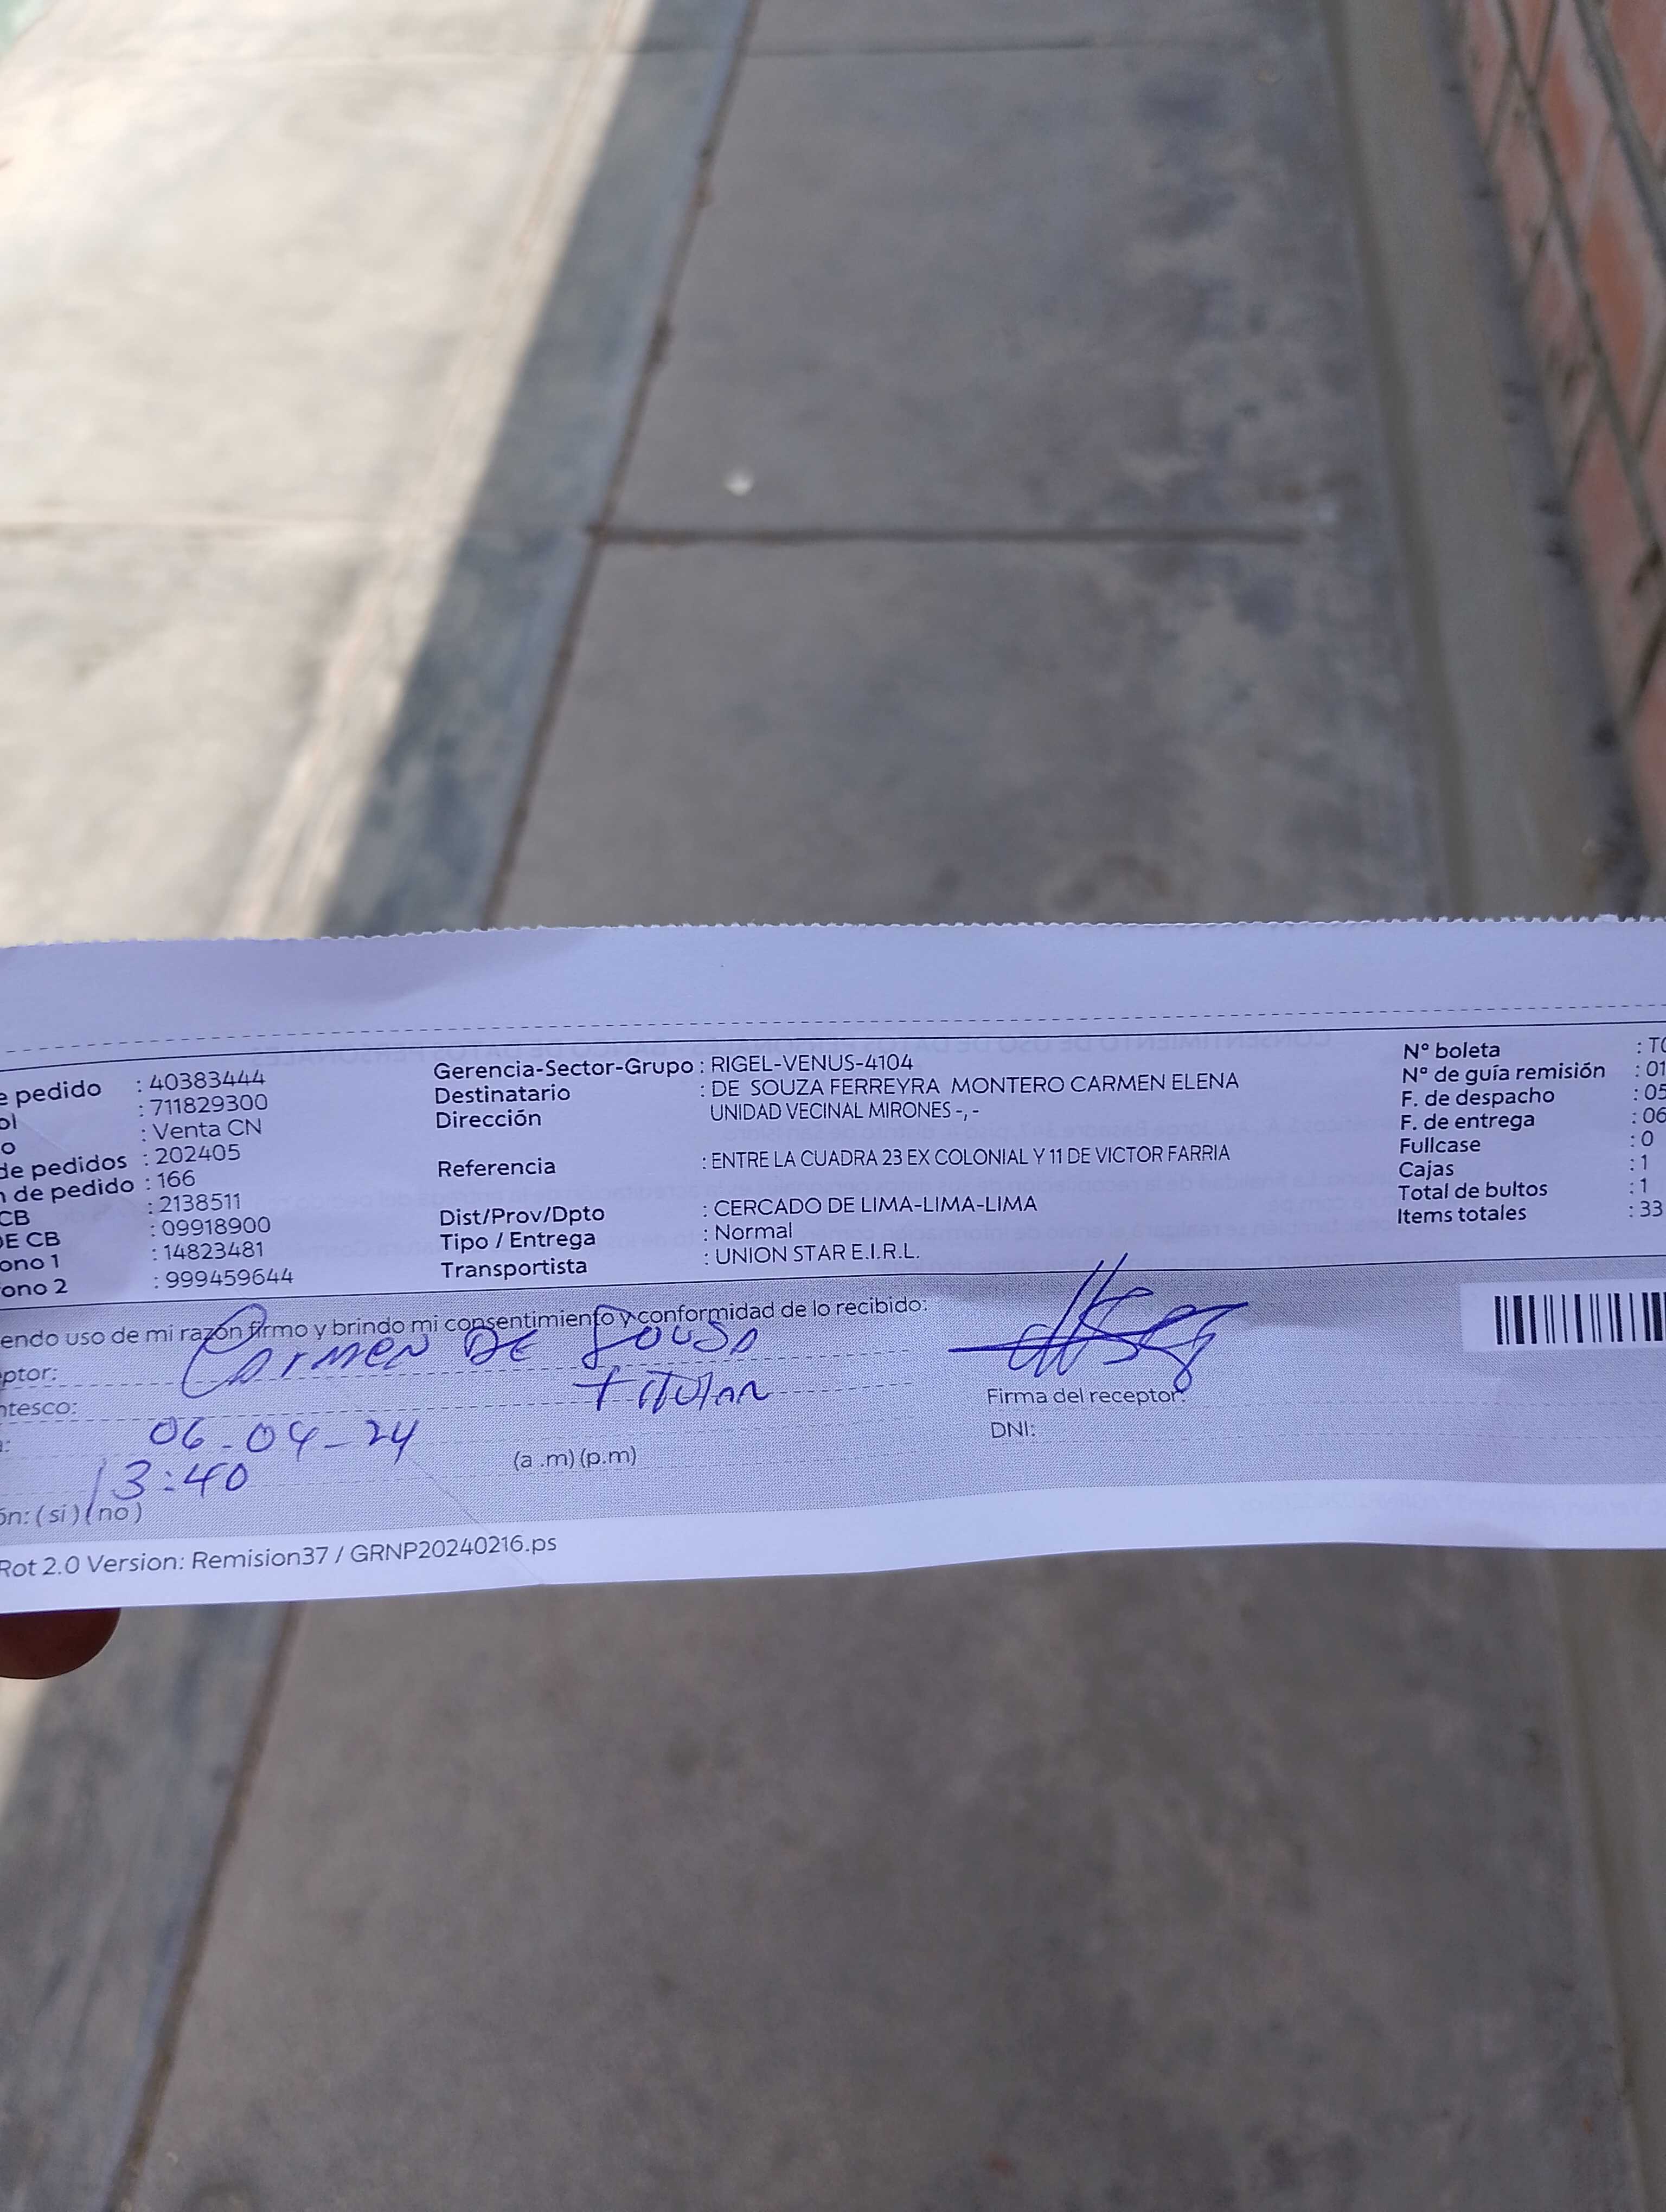 e pedido : 40383444 Gerencia-Sector-Grupo : RIGEL-VENUS-4104 N° boleta : T
ol : 711829300 Destinatario : DE SOUZA FERREYRA MONTERO CARMEN ELENA N° de guía remisión : 01
o : Venta CN Dirección UNIDAD VECINAL MIRONES -, - F. de despacho : 05
de pedidos : 202405 F. de entrega : 06
n de pedido : 166 Referencia : ENTRE LA CUADRA 23 EX COLONIAL Y 11 DE VICTOR FARRIA Fullcase : 0
CB : 2138511 Cajas : 1
DE CB : 09918900 Dist/Prov/Dpto : CERCADO DE LIMA-LIMA-LIMA Total de bultos : 1
ono 1 : 14823481 Tipo / Entrega : Normal Items totales : 33
ono 2 : 999459644 Transportista : UNION STAR E.I.R.L.
endo uso de mi razón firmo y brindo mi consentimiento y conformidad de lo recibido:
ptor: Carmen DE Sousa
ntesco: titular Firma del receptor:
a: 06-04-24 DNI:
13:40 (a .m) (p.m)
ón: ( si ) ( no )
Rot 2.0 Version: Remision37 / GRNP20240216.ps